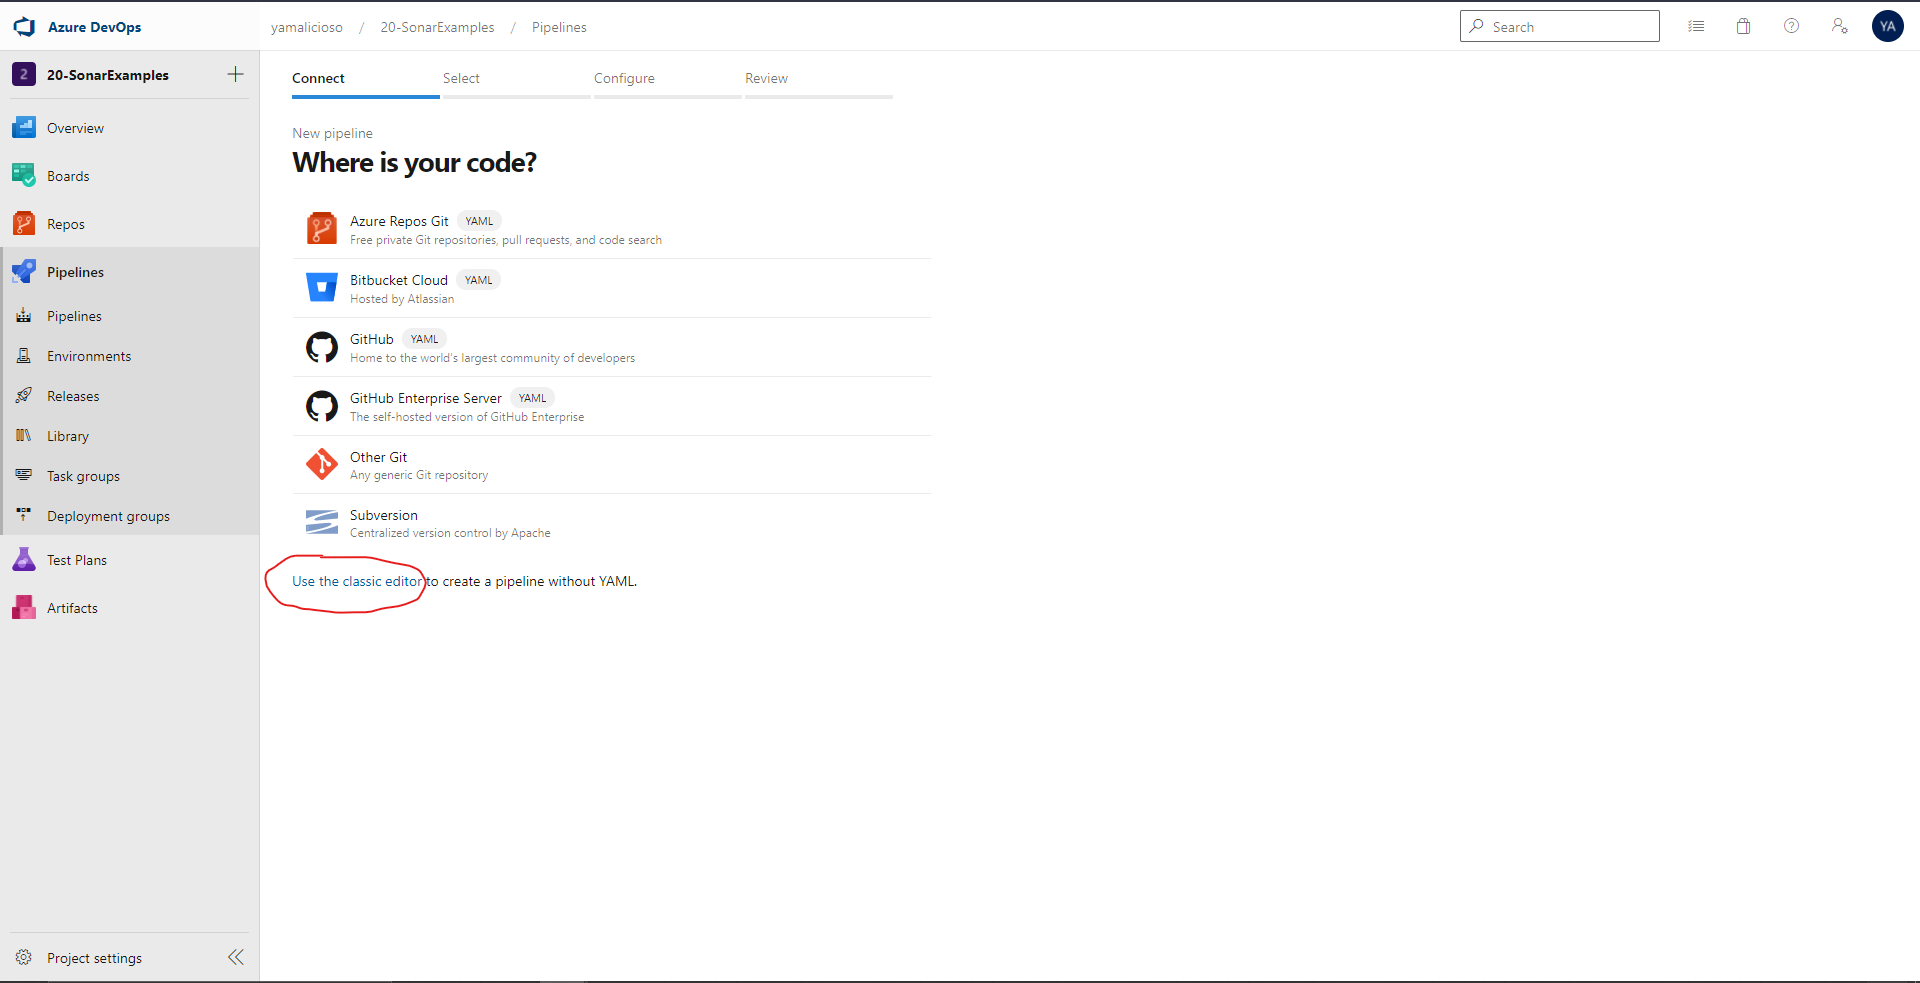 Azure DevOps
yamalicioso / 20-SonarExamples / Pipelines
Search
YA
2 20-SonarExamples
Overview
Boards
Repos
Pipelines
Pipelines
Environments
Releases
Library
Task groups
Deployment groups
Test Plans
Artifacts
Project settings
Connect Select Configure Review
New pipeline
Where is your code?
Azure Repos Git YAML
Free private Git repositories, pull requests, and code search
Bitbucket Cloud YAML
Hosted by Atlassian
GitHub YAML
Home to the world's largest community of developers
GitHub Enterprise Server YAML
The self-hosted version of GitHub Enterprise
Other Git
Any generic Git repository
Subversion
Centralized version control by Apache
Use the classic editor to create a pipeline without YAML.